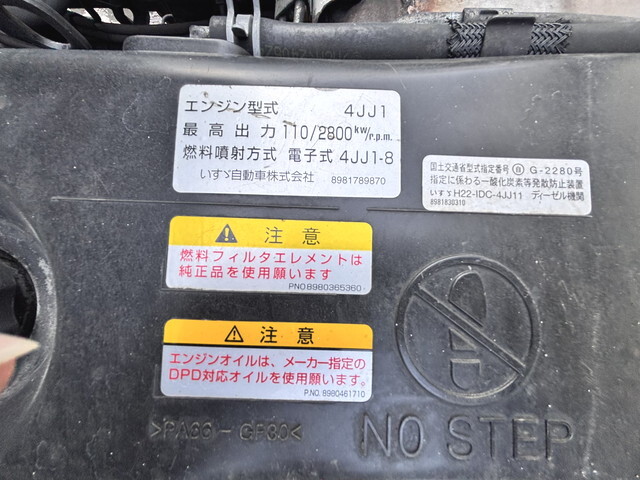 エンジン型式 4JJ1
最高出力 110/2800 kw/r.p.m.
燃料噴射方式 電子式 4JJ1-8
いすゞ自動車株式会社 8981789870
国土交通省型式指定番号 Ⓑ G-2280号
指定に係わる一酸化炭素等発散防止装置
いすゞ H22-IDC-4JJ11 ディーゼル機関
8981830310
注意
燃料フィルタエレメントは
純正品を使用願います
P.NO.8980365360
注意
エンジンオイルは、メーカー指定の
DPD対応オイルを使用願います。
P.NO. 8980461710
>PA66-GF30<
NO STEP